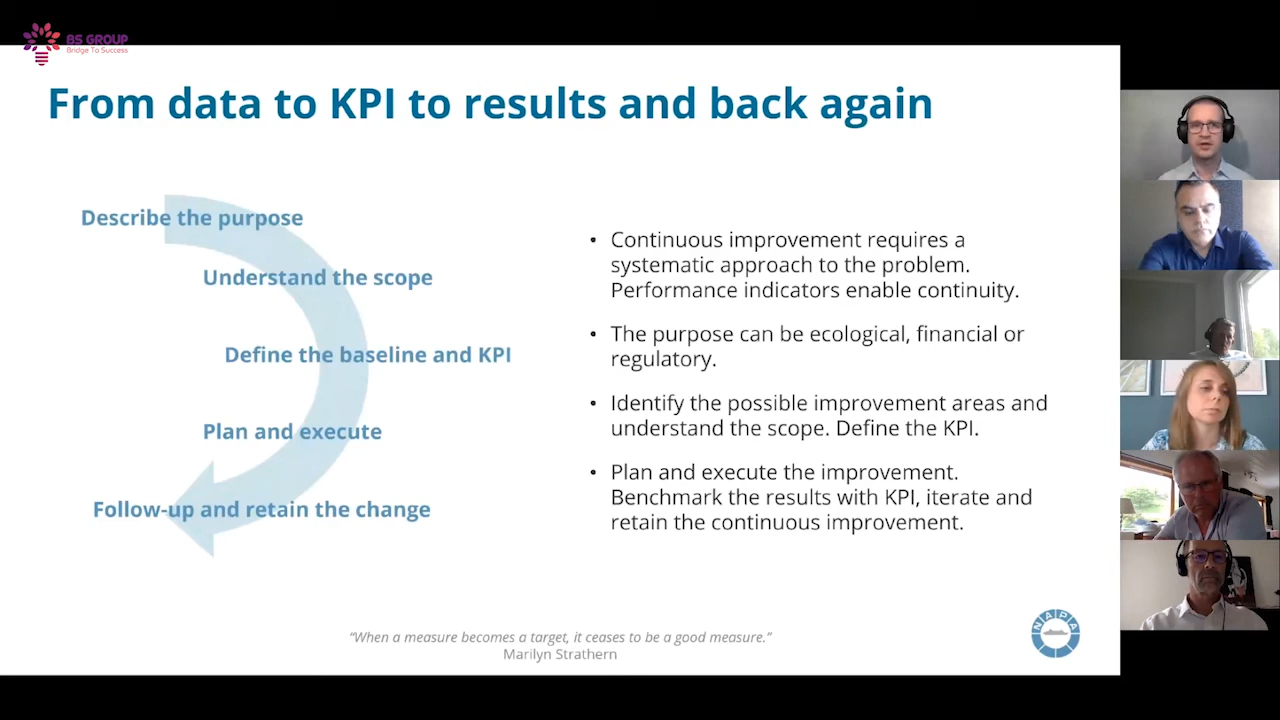 BS GROUP
Bridge To Success
From data to KPI to results and back again
Describe the purpose
Understand the scope
Define the baseline and KPI
Plan and execute
Follow-up and retain the change
• Continuous improvement requires a
systematic approach to the problem.
Performance indicators enable continuity.
• The purpose can be ecological, financial or
regulatory.
• Identify the possible improvement areas and
understand the scope. Define the KPI.
• Plan and execute the improvement.
Benchmark the results with KPI, iterate and
retain the continuous improvement.
“When a measure becomes a target, it ceases to be a good measure.”
Marilyn Strathern
NAPA